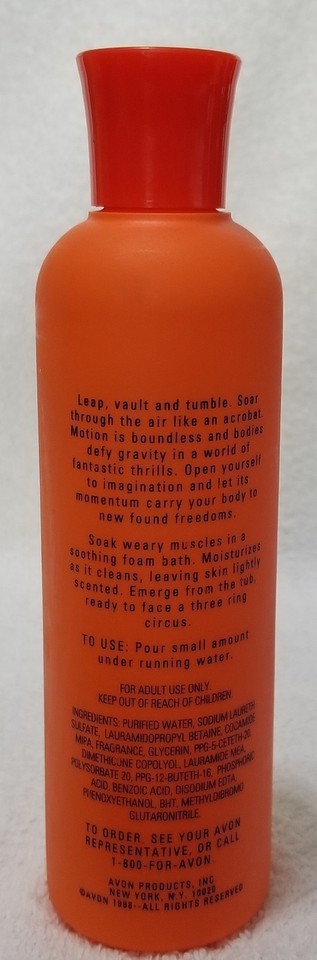 Leap, vault and tumble. Soar
through the air like an acrobat.
Motion is boundless and bodies
defy gravity in a world of
fantastic thrills. Open yourself
to imagination and let its
momentum carry your body to
new found freedoms.
Soak weary muscles in a
soothing foam bath. Moisturizes
as it cleans, leaving skin lightly
scented. Emerge from the tub,
ready to face a three ring
circus.
TO USE: Pour small amount
under running water.
FOR ADULT USE ONLY.
KEEP OUT OF REACH OF CHILDREN.
INGREDIENTS: PURIFIED WATER, SODIUM LAURETH
SULFATE, LAURAMIDOPROPYL BETAINE, COCAMIDE
MIPA, FRAGRANCE, GLYCERIN, PPG-5-CETETH-20,
DIMETHICONE COPOLYOL, LAURAMIDE MEA,
POLYSORBATE 20, PPG-12-BUTETH-16, PHOSPHORIC
ACID, BENZOIC ACID, DISODIUM EDTA,
PHENOXYETHANOL, BHT, METHYLDIBROMO
GLUTARONITRILE.
TO ORDER, SEE YOUR AVON
REPRESENTATIVE, OR CALL
1-800-FOR-AVON.
AVON PRODUCTS, INC.
NEW YORK, N.Y. 10020
©AVON 1998--ALL RIGHTS RESERVED